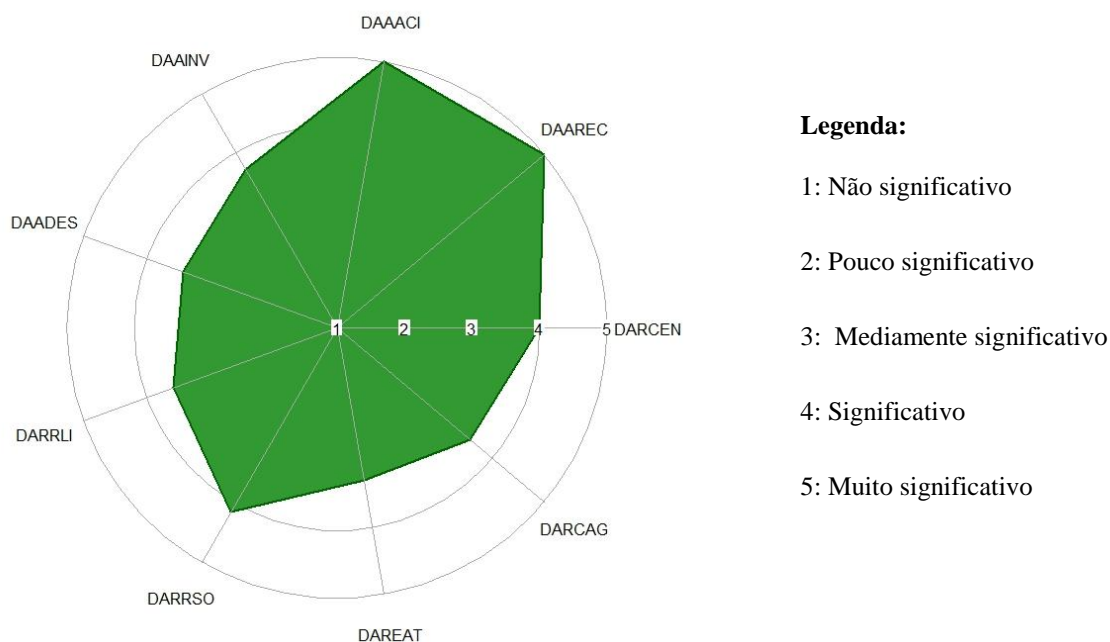 DAAACI
DAAINV
DAAREC
DAADES
1 2 3 4 5 DARCEN
DARRLI
DARCAG
DARRSO
DAREAT
Legenda:
1: Não significativo
2: Pouco significativo
3: Mediamente significativo
4: Significativo
5: Muito significativo